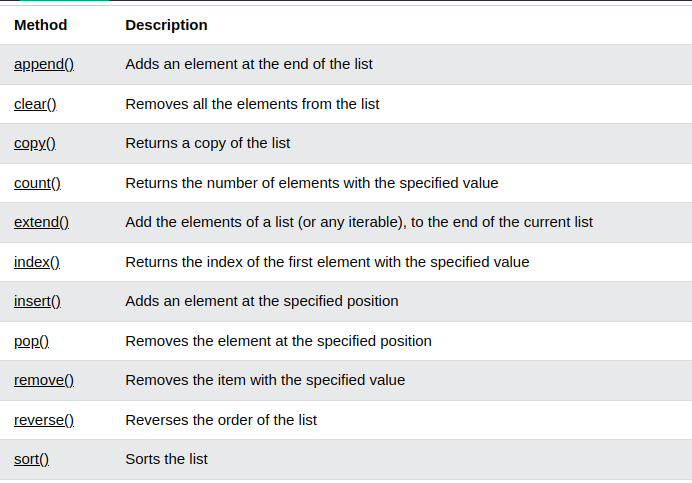 Method Description
append() Adds an element at the end of the list
clear() Removes all the elements from the list
copy() Returns a copy of the list
count() Returns the number of elements with the specified value
extend() Add the elements of a list (or any iterable), to the end of the current list
index() Returns the index of the first element with the specified value
insert() Adds an element at the specified position
pop() Removes the element at the specified position
remove() Removes the item with the specified value
reverse() Reverses the order of the list
sort() Sorts the list